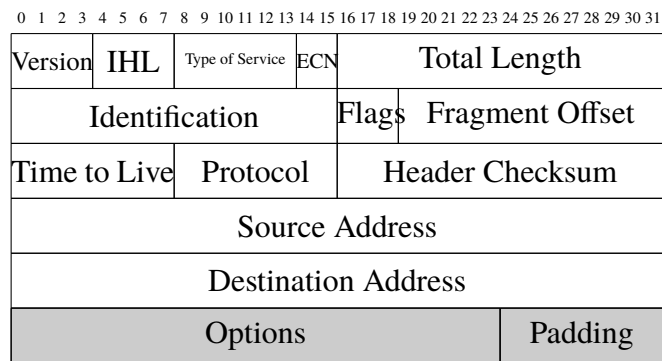 0 1 2 3 4 5 6 7 8 9 10 11 12 13 14 15 16 17 18 19 20 21 22 23 24 25 26 27 28 29 30 31
Version IHL Type of Service ECN Total Length
Identification Flags Fragment Offset
Time to Live Protocol Header Checksum
Source Address
Destination Address
Options Padding